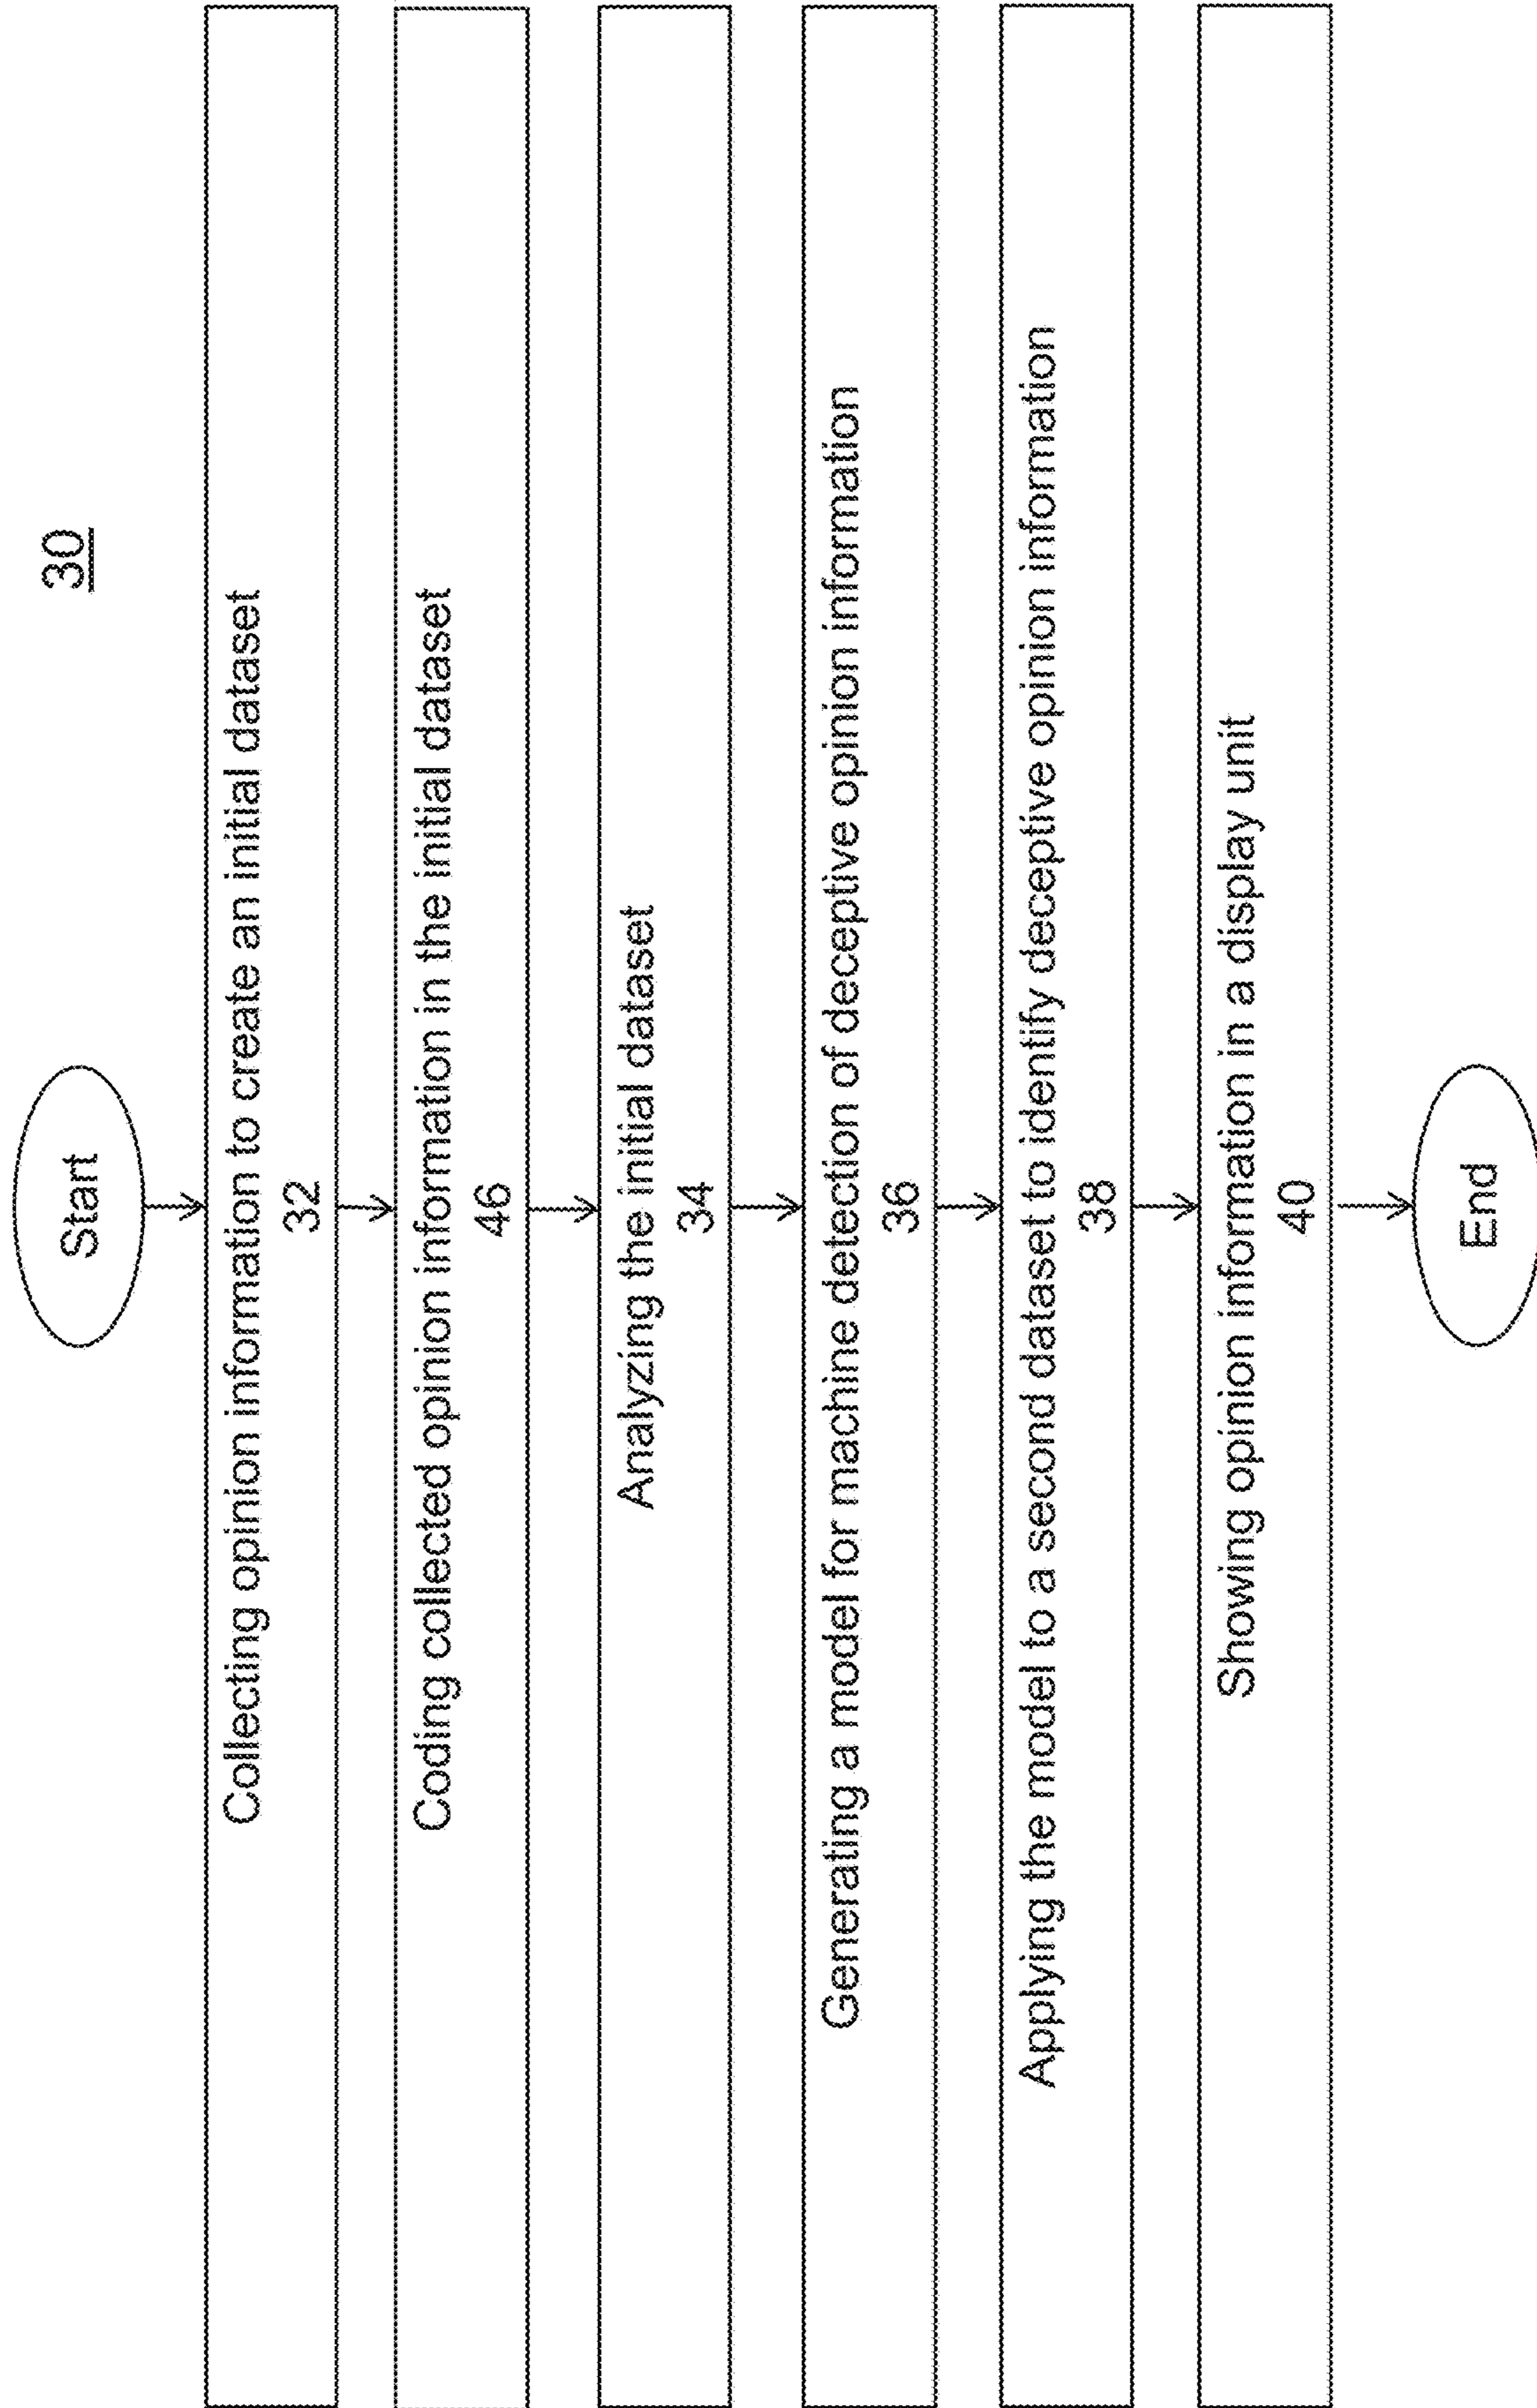 30
Start
Collecting opinion information to create an initial dataset
32
Coding collected opinion information in the initial dataset
46
Analyzing the initial dataset
34
Generating a model for machine detection of deceptive opinion information
36
Applying the model to a second dataset to identify deceptive opinion information
38
Showing opinion information in a display unit
40
End